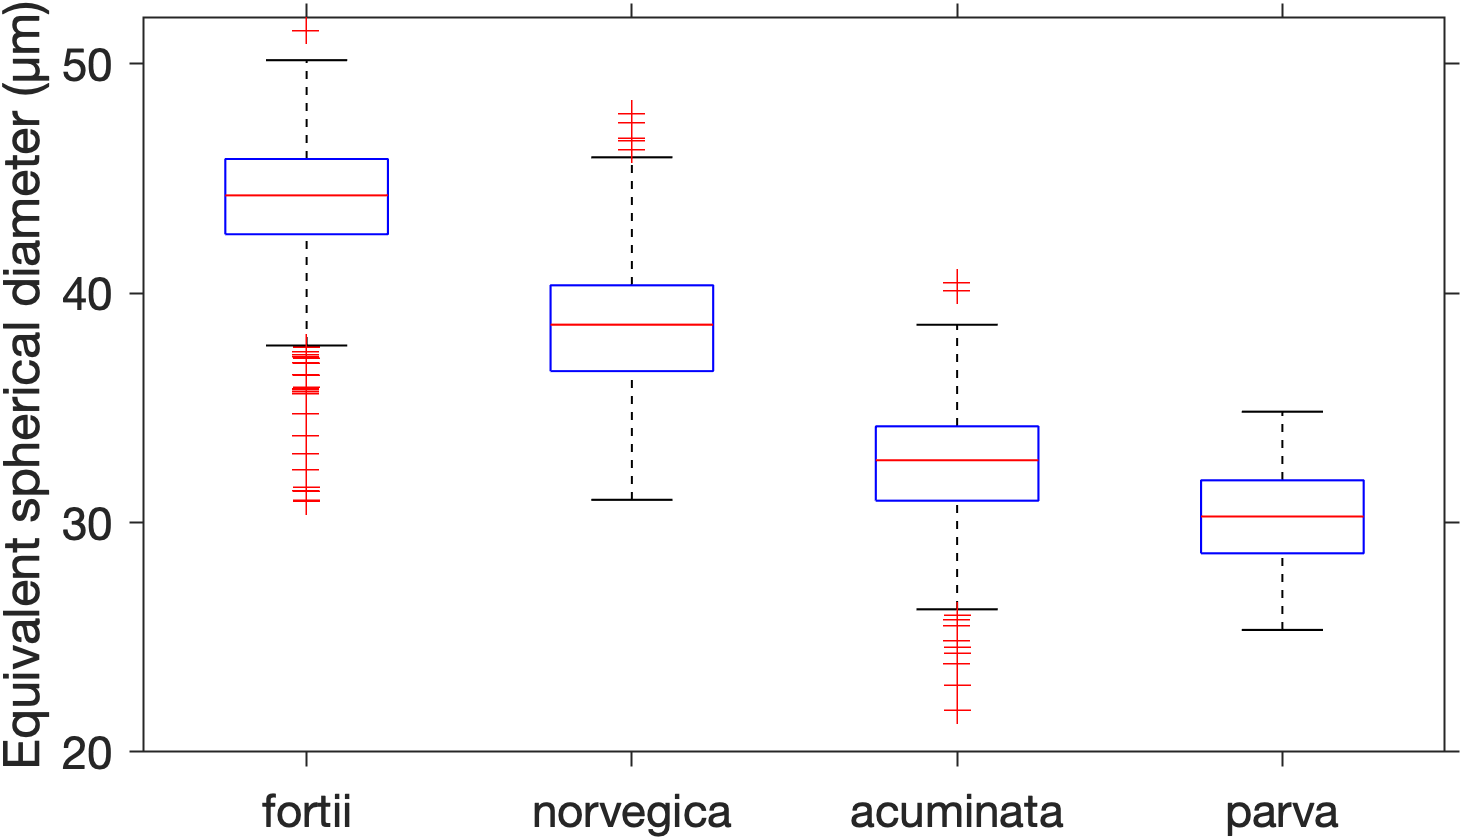 Equivalent spherical diameter (μm)
50
40
30
20
fortii norvegica acuminata parva